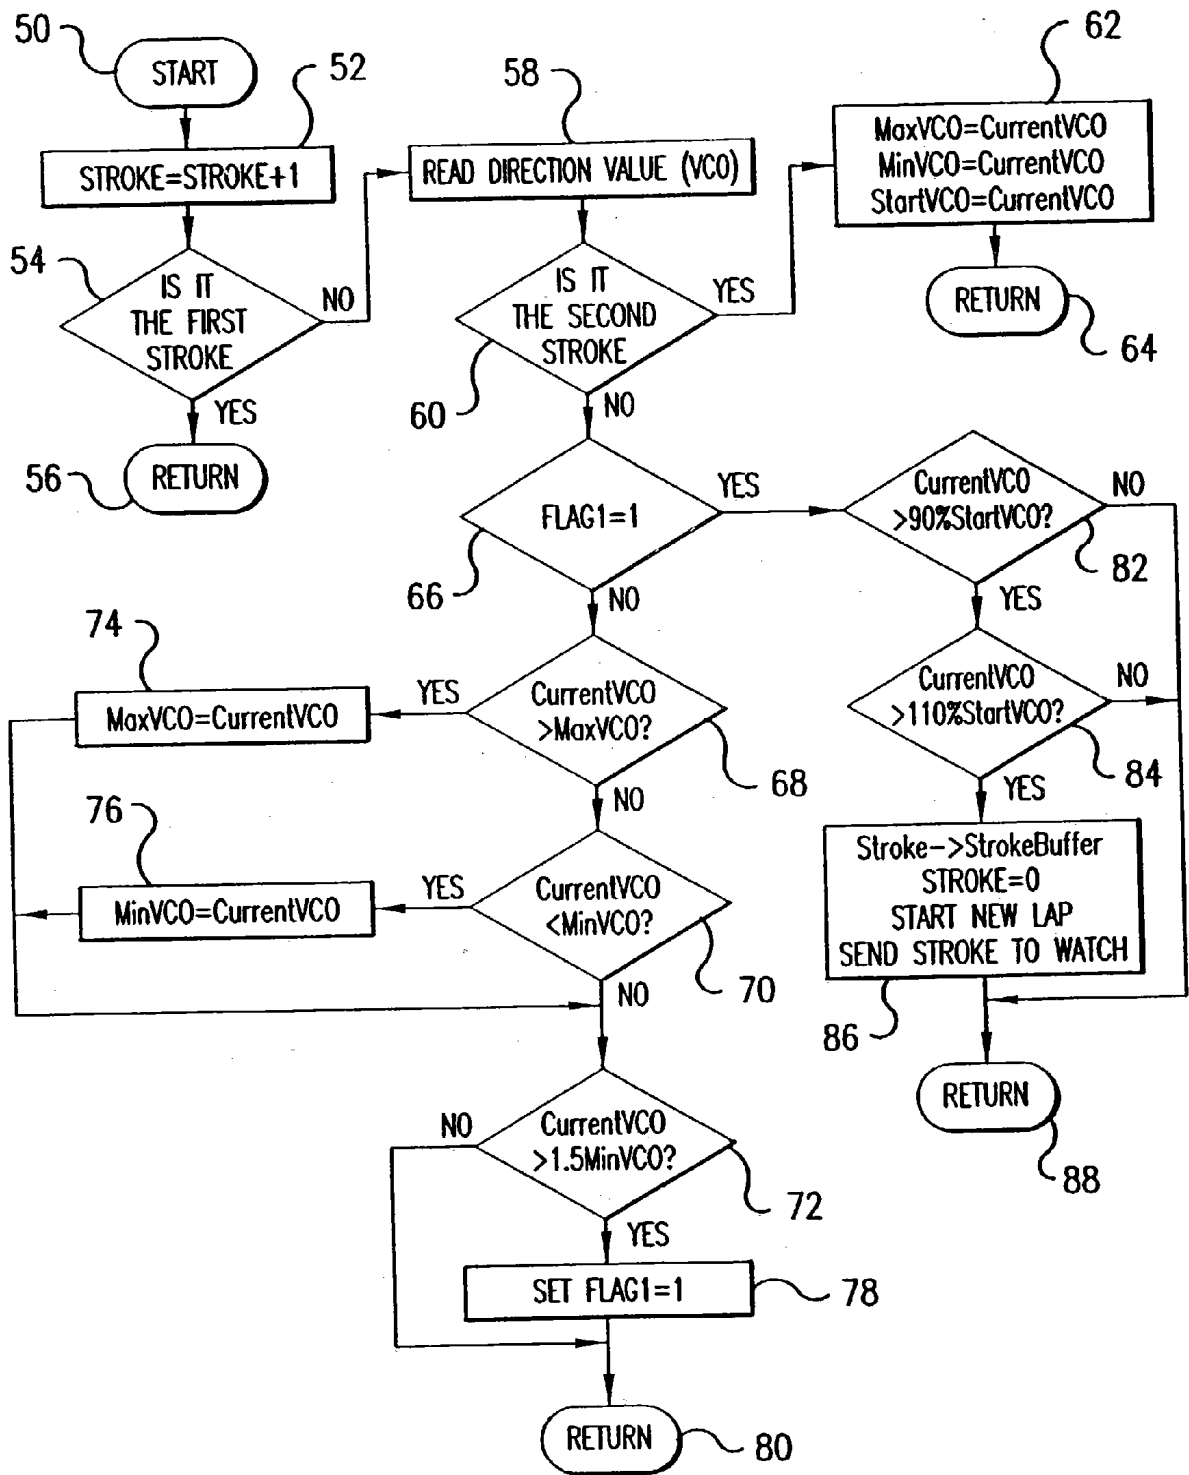 50
START
52
STROKE=STROKE+1
54
IS IT
THE FIRST
STROKE
NO
YES
56
RETURN
58
READ DIRECTION VALUE (VCO)
IS IT
THE SECOND
STROKE
60
YES
NO
62
MaxVCO=CurrentVCO
MinVCO=CurrentVCO
StartVCO=CurrentVCO
RETURN
64
FLAG1=1
66
YES
NO
CurrentVCO
>90%StartVCO?
NO
82
YES
CurrentVCO
>110%StartVCO?
NO
84
YES
Stroke->StrokeBuffer
STROKE=0
START NEW LAP
SEND STROKE TO WATCH
86
RETURN
88
CurrentVCO
>MaxVCO?
68
YES
NO
74
MaxVCO=CurrentVCO
CurrentVCO
<MinVCO?
70
YES
NO
76
MinVCO=CurrentVCO
CurrentVCO
>1.5MinVCO?
72
NO
YES
SET FLAG1=1
78
RETURN
80